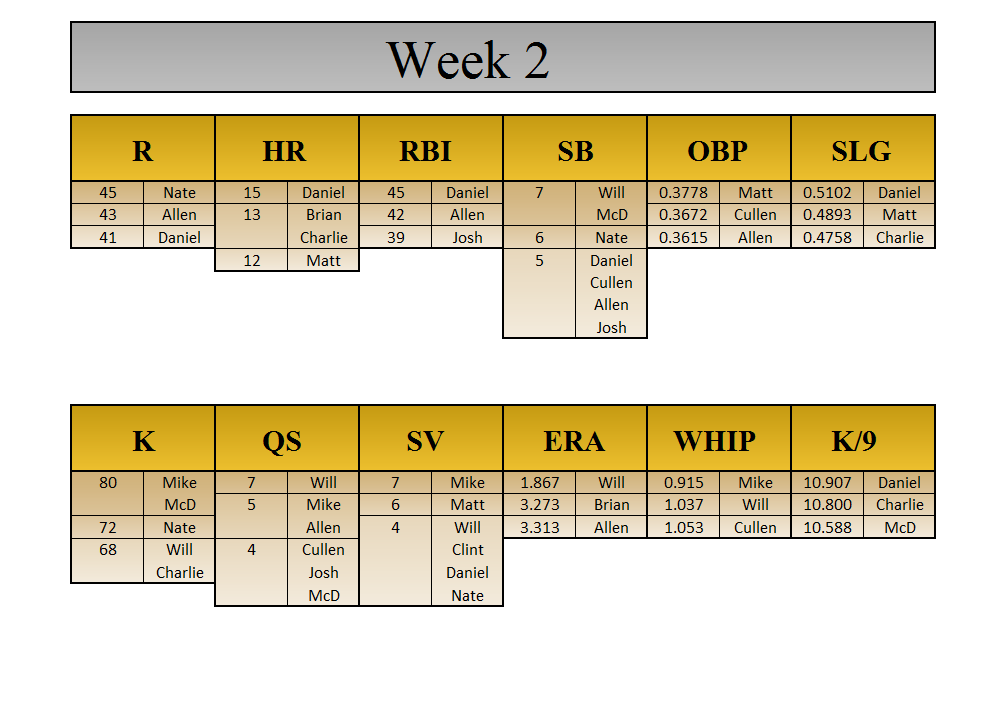 Week 2
R HR RBI SB OBP SLG
45 Nate 15 Daniel 45 Daniel 7 Will 0.3778 Matt 0.5102 Daniel
43 Allen 13 Brian 42 Allen McD 0.3672 Cullen 0.4893 Matt
41 Daniel Charlie 39 Josh 6 Nate 0.3615 Allen 0.4758 Charlie
12 Matt 5 Daniel
Cullen
Allen
Josh
K QS SV ERA WHIP K/9
80 Mike 7 Will 7 Mike 1.867 Will 0.915 Mike 10.907 Daniel
McD 5 Mike 6 Matt 3.273 Brian 1.037 Will 10.800 Charlie
72 Nate Allen 4 Will 3.313 Allen 1.053 Cullen 10.588 McD
68 Will 4 Cullen Clint
Charlie Josh Daniel
McD Nate